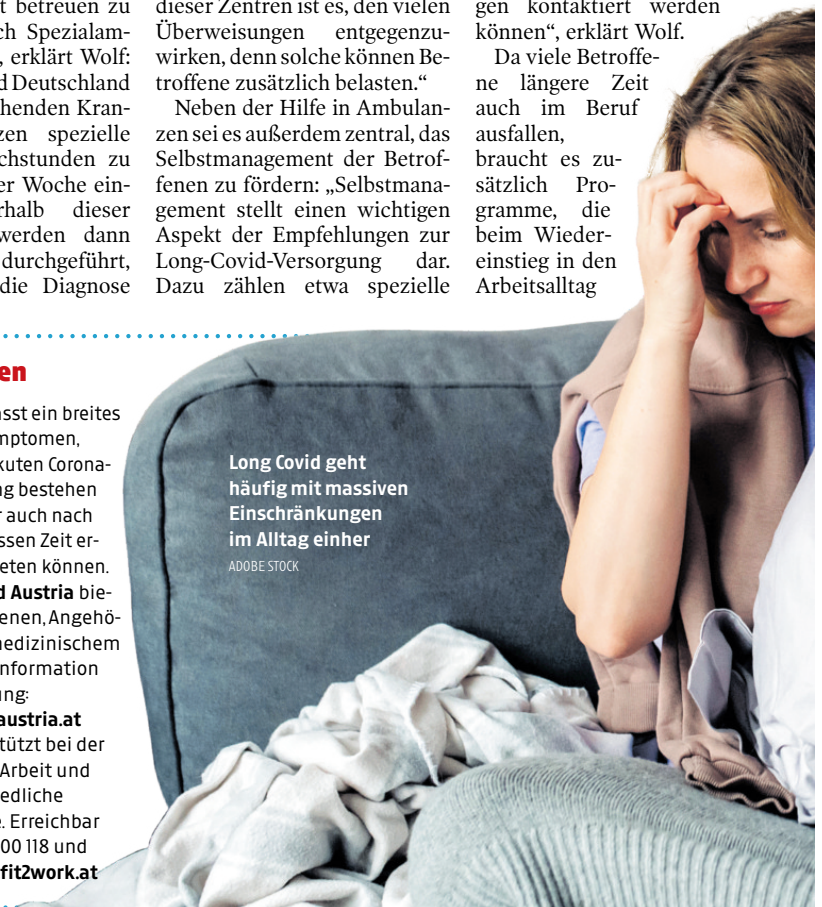 t betreuen zu
ch Spezialam-
, erklärt Wolf:
d Deutschland
henden Kran-
zen spezielle
chstunden zu
er Woche ein-
rhalb dieser
werden dann
durchgeführt,
die Diagnose
dieser Zentren ist es, den vielen
Überweisungen entgegenzu-
wirken, denn solche können Be-
troffene zusätzlich belasten.“
Neben der Hilfe in Ambulan-
zen sei es außerdem zentral, das
Selbstmanagement der Betrof-
fenen zu fördern: „Selbstmana-
gement stellt einen wichtigen
Aspekt der Empfehlungen zur
Long-Covid-Versorgung dar.
Dazu zählen etwa spezielle
gen kontaktiert werden
können“, erklärt Wolf.
Da viele Betroffe-
ne längere Zeit
auch im Beruf
ausfallen,
braucht es zu-
sätzlich Pro-
gramme, die
beim Wieder-
einstieg in den
Arbeitsalltag
en
sst ein breites
mptomen,
kuten Corona-
ng bestehen
r auch nach
ssen Zeit er-
eten können.
d Austria bie-
enen, Angehö-
nedizinischem
nformation
ung:
austria.at
tützt bei der
Arbeit und
edliche
e. Erreichbar
00 118 und
fit2work.at
Long Covid geht
häufig mit massiven
Einschränkungen
im Alltag einher
ADOBE STOCK